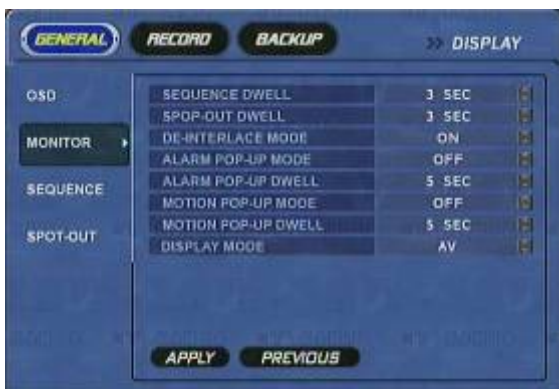 GENERAL RECORD BACKUP >> DISPLAY
OSD
MONITOR
SEQUENCE
SPOT-OUT
SEQUENCE DWELL 3 SEC
SPOP-OUT DWELL 3 SEC
DE-INTERLACE MODE ON
ALARM POP-UP MODE OFF
ALARM POP-UP DWELL 5 SEC
MOTION POP-UP MODE OFF
MOTION POP-UP DWELL 5 SEC
DISPLAY MODE AV
APPLY PREVIOUS